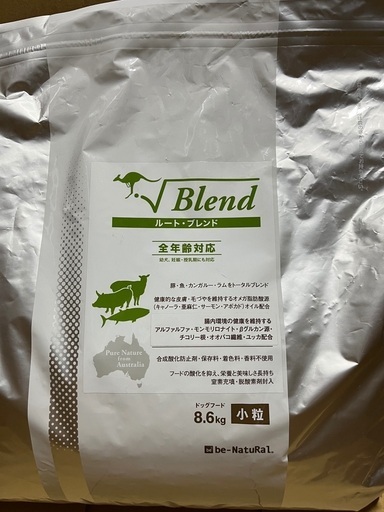 √Blend
ルート・ブレンド
全年齢対応
幼犬、妊娠・授乳期にも対応
豚・魚・カンガルー・ラムをトータルブレンド
健康的な皮膚・毛づやを維持するオメガ脂肪酸源
(キャノーラ・亜麻仁・サーモン・アボカド)オイル配合
腸内環境の健康を維持する
アルファルファ・モンモリロナイト・βグルカン源・
チコリー根・オオバコ繊維・ユッカ配合
Pure Nature
from
Australia
合成酸化防止剤・保存料・着色料・香料不使用
フードの酸化を抑え、栄養と美味しさ長持ち
窒素充填・脱酸素剤封入
ドッグフード
8.6kg 小粒
be-NatuRal.